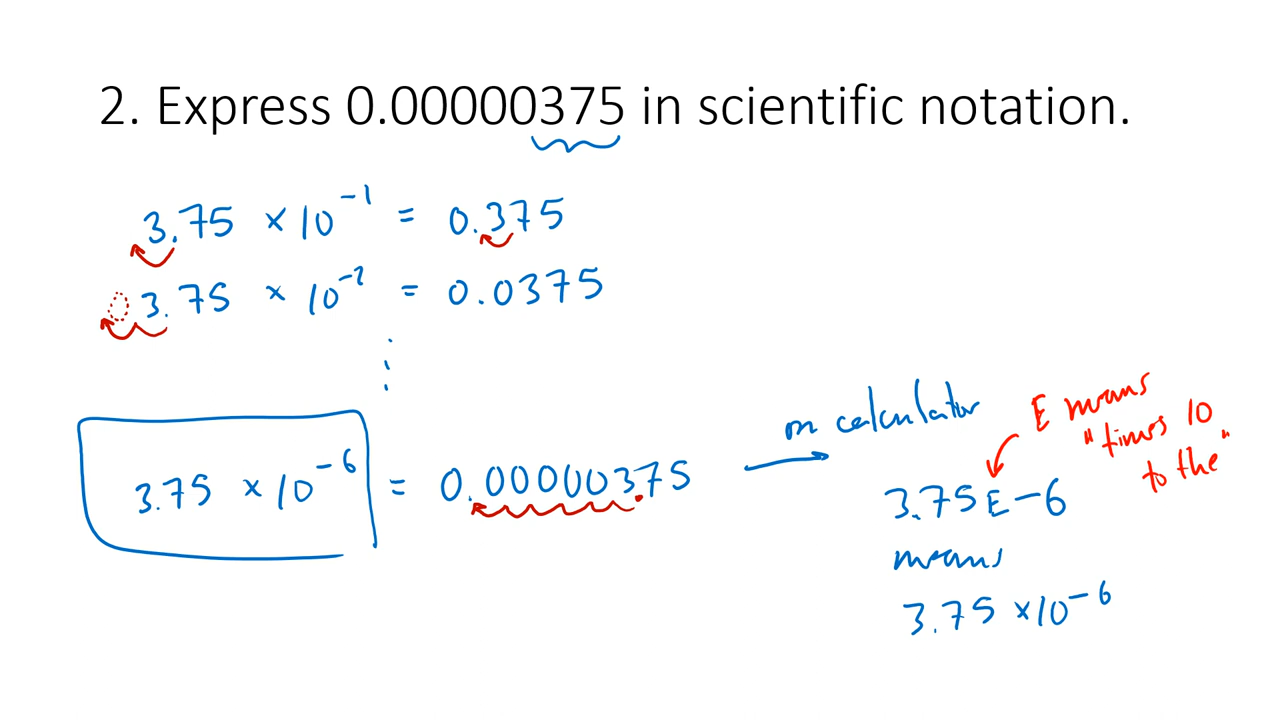 2. Express 0.00000375 in scientific notation.
3.75 × 10⁻¹ = 0.375
03.75 × 10⁻² = 0.0375
⋮
3.75 × 10⁻⁶ = 0.00000375
on calculator
E means
"times 10
to the"
3.75E-6
means
3.75 × 10⁻⁶